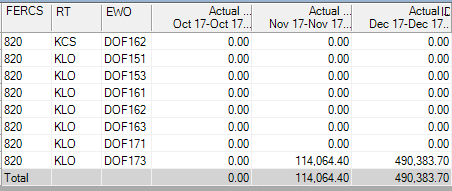 FERCS RT EWO Actual ... Actual ... Actual
Oct 17-Oct 17... Nov 17-Nov 17... Dec 17-Dec 17...
820 KCS DOF162 0.00 0.00 0.00
820 KLO DOF151 0.00 0.00 0.00
820 KLO DOF153 0.00 0.00 0.00
820 KLO DOF161 0.00 0.00 0.00
820 KLO DOF162 0.00 0.00 0.00
820 KLO DOF163 0.00 0.00 0.00
820 KLO DOF171 0.00 0.00 0.00
820 KLO DOF173 0.00 114,064.40 490,383.70
Total 0.00 114,064.40 490,383.70